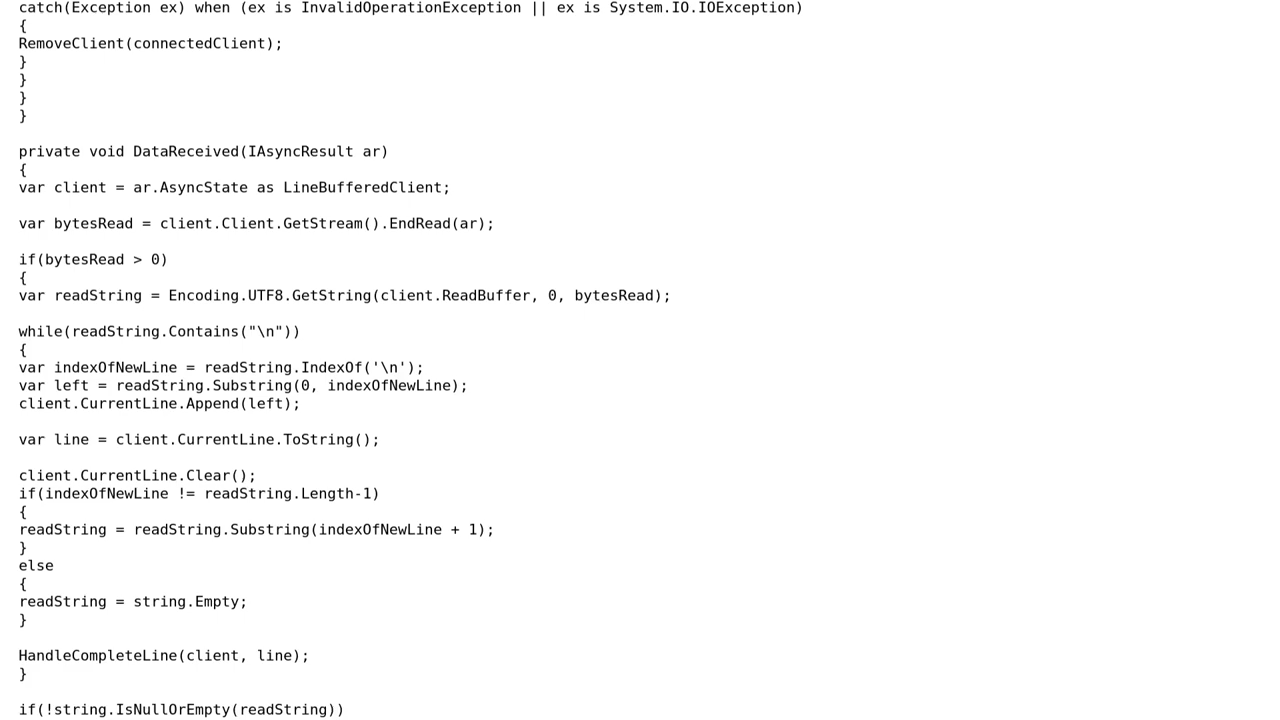 catch(Exception ex) when (ex is InvalidOperationException || ex is System.IO.IOException)
{
RemoveClient(connectedClient);
}
}
}
}

private void DataReceived(IAsyncResult ar)
{
var client = ar.AsyncState as LineBufferedClient;

var bytesRead = client.Client.GetStream().EndRead(ar);

if(bytesRead > 0)
{
var readString = Encoding.UTF8.GetString(client.ReadBuffer, 0, bytesRead);

while(readString.Contains("\n"))
{
var indexOfNewLine = readString.IndexOf('\n');
var left = readString.Substring(0, indexOfNewLine);
client.CurrentLine.Append(left);

var line = client.CurrentLine.ToString();

client.CurrentLine.Clear();
if(indexOfNewLine != readString.Length-1)
{
readString = readString.Substring(indexOfNewLine + 1);
}
else
{
readString = string.Empty;
}

HandleCompleteLine(client, line);
}

if(!string.IsNullOrEmpty(readString))